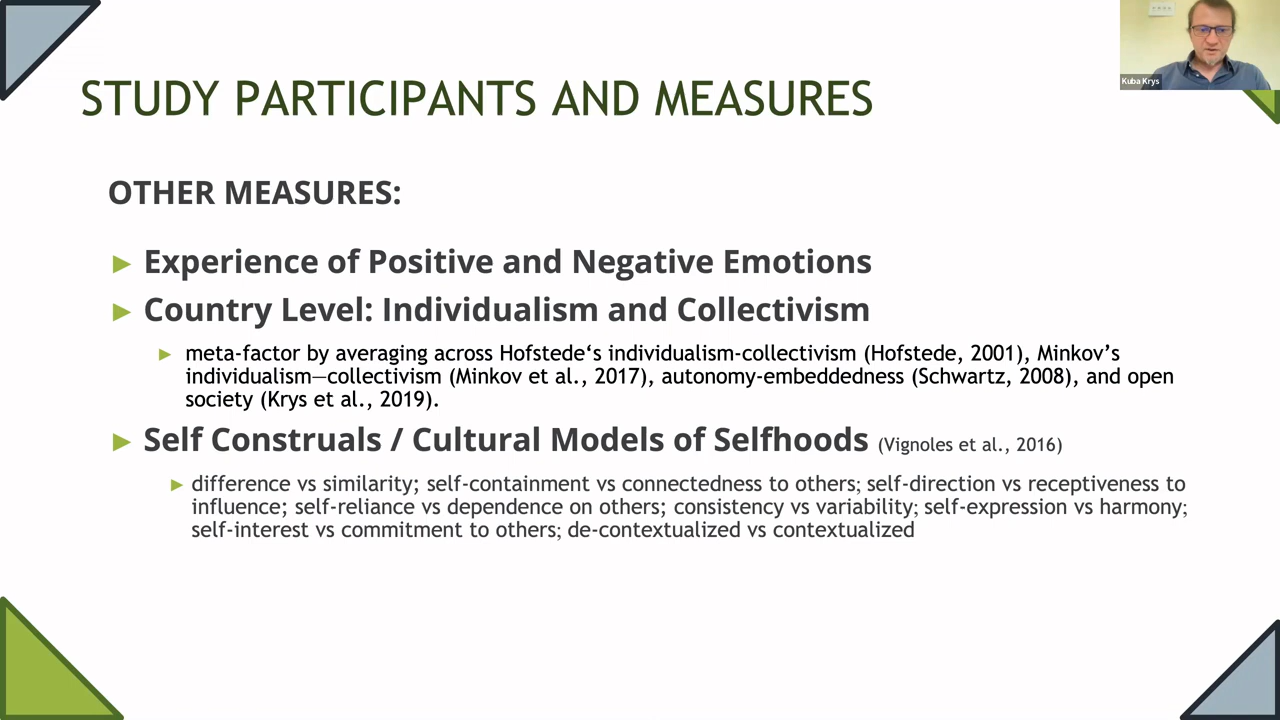 Kuba Krys
STUDY PARTICIPANTS AND MEASURES
OTHER MEASURES:
► Experience of Positive and Negative Emotions
► Country Level: Individualism and Collectivism
► meta-factor by averaging across Hofstede‘s individualism-collectivism (Hofstede, 2001), Minkov’s
individualism—collectivism (Minkov et al., 2017), autonomy-embeddedness (Schwartz, 2008), and open
society (Krys et al., 2019).
► Self Construals / Cultural Models of Selfhoods (Vignoles et al., 2016)
► difference vs similarity; self-containment vs connectedness to others; self-direction vs receptiveness to
influence; self-reliance vs dependence on others; consistency vs variability; self-expression vs harmony;
self-interest vs commitment to others; de-contextualized vs contextualized